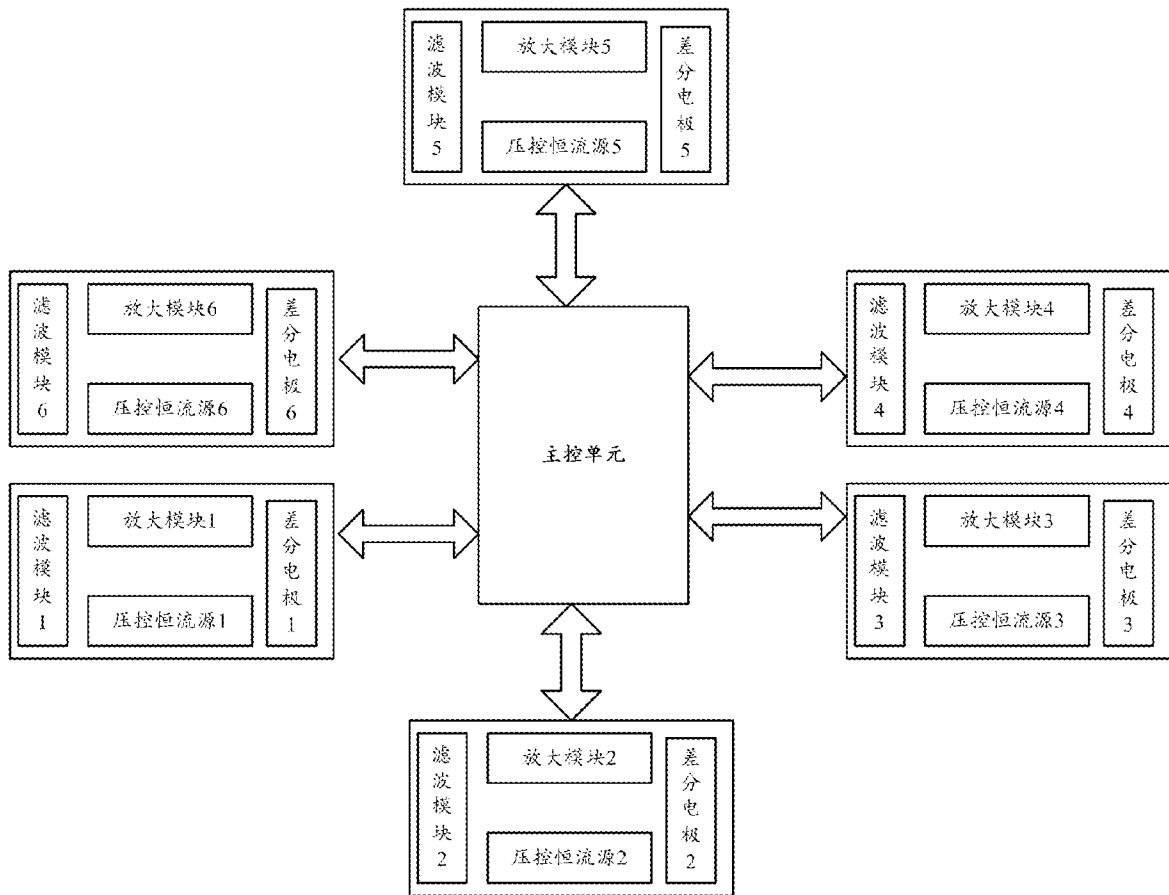 滤波模块5
放大模块5
压控恒流源5
差分电极5
滤波模块6
放大模块6
压控恒流源6
差分电极6
滤波模块4
放大模块4
压控恒流源4
差分电极4
主控单元
滤波模块1
放大模块1
压控恒流源1
差分电极1
滤波模块3
放大模块3
压控恒流源3
差分电极3
滤波模块2
放大模块2
压控恒流源2
差分电极2